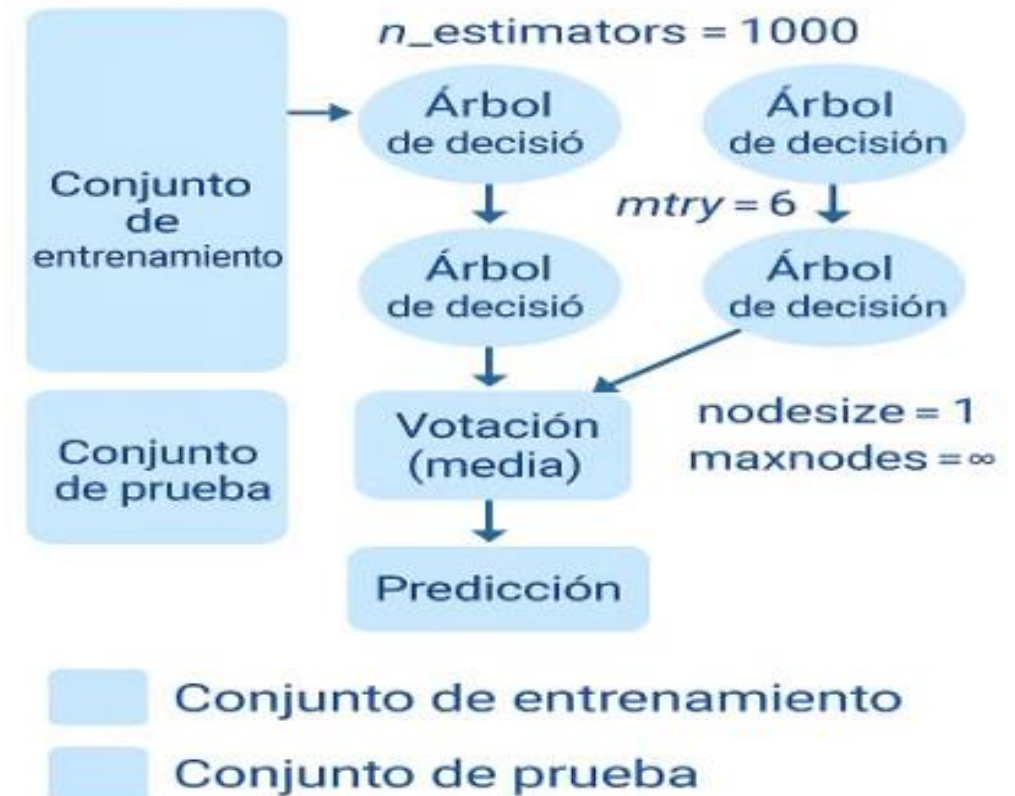 n_estimators = 1000
Conjunto
de
entrenamiento
Árbol
de decisió
Árbol
de decisión
mtry = 6
Árbol
de decisió
Árbol
de decisión
Conjunto
de prueba
Votación
(media)
nodesize = 1
maxnodes = ∞
Predicción
Conjunto de entrenamiento
Conjunto de prueba